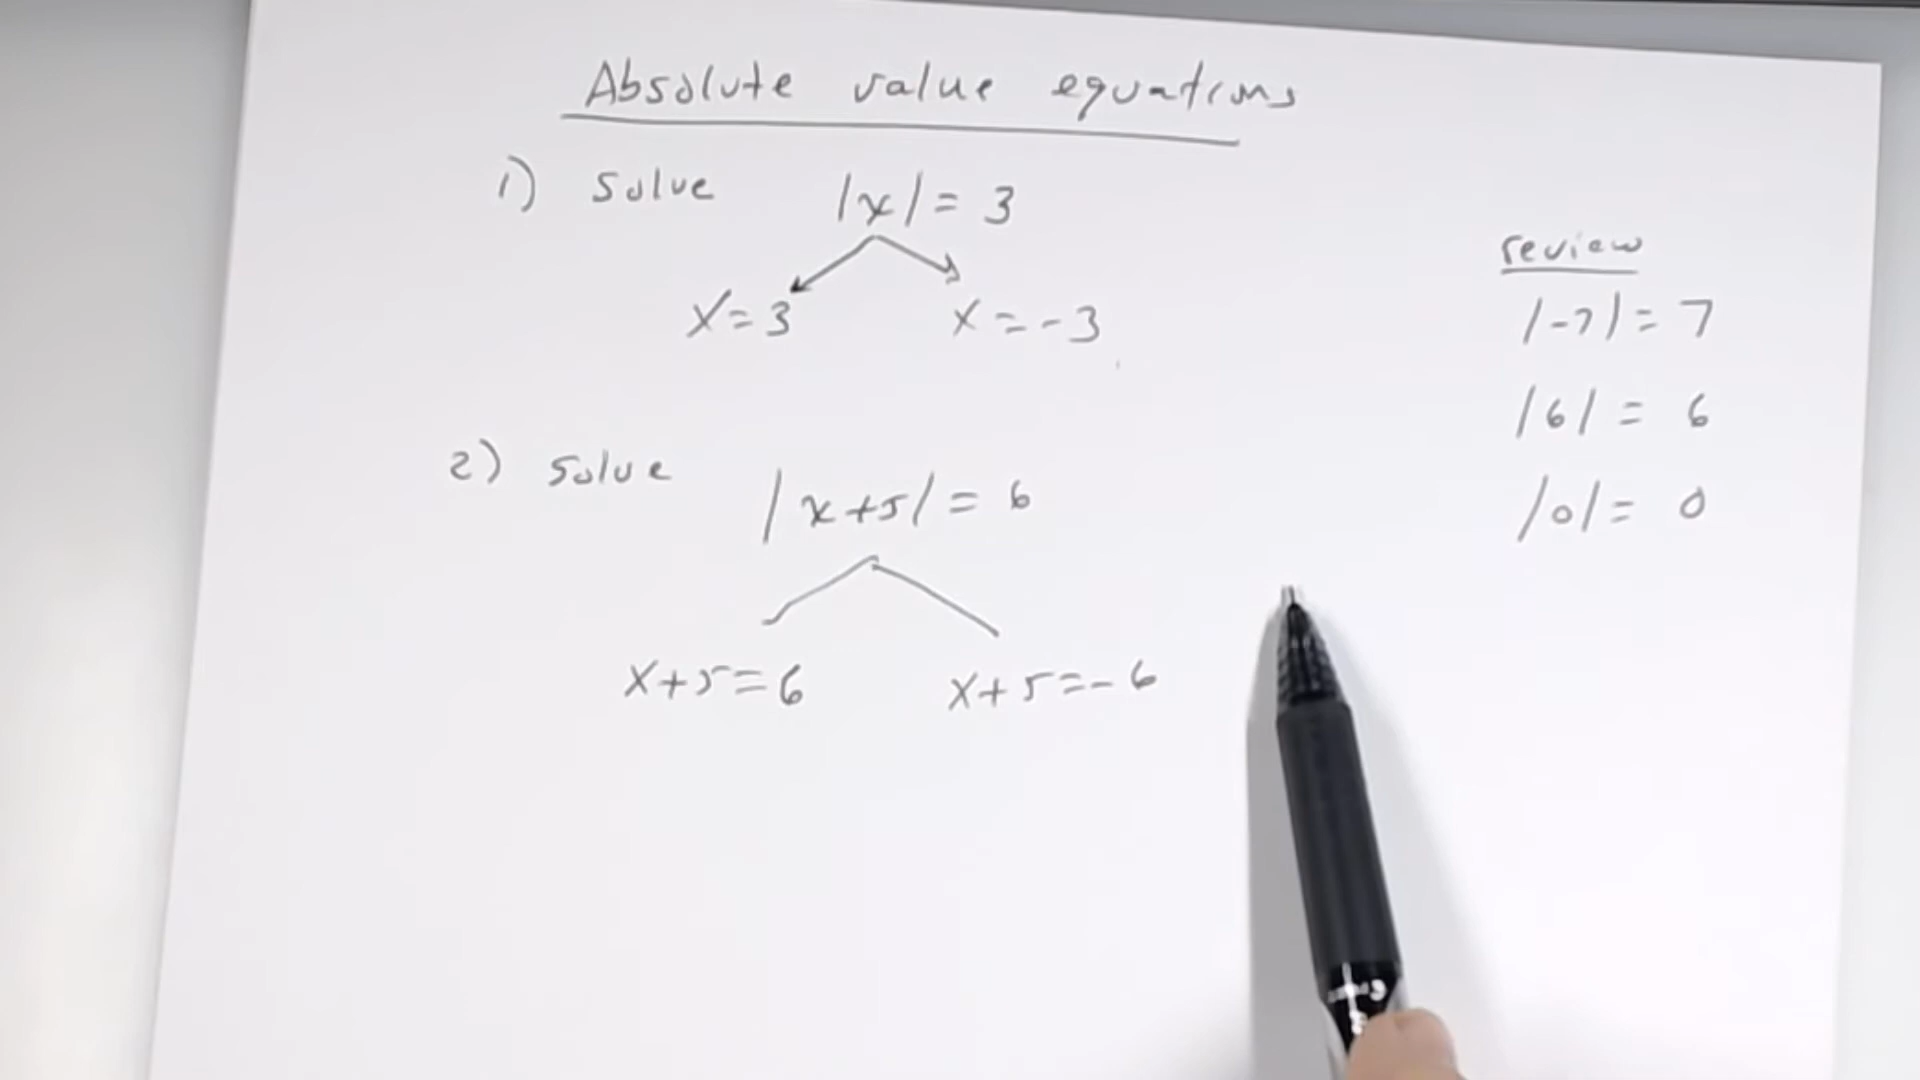 Absolute value equations
1) solve |x| = 3
x = 3 x = -3
2) solve |x+5| = 6
x+5=6 x+5=-6
review
|-7| = 7
|6| = 6
|0| = 0